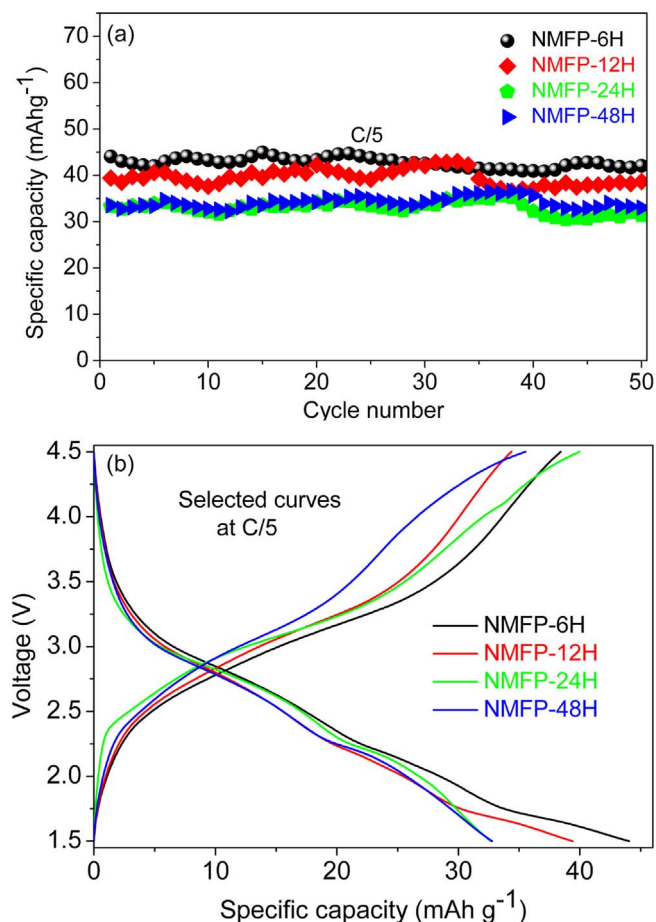 (a)
NMFP-6H
NMFP-12H
NMFP-24H
NMFP-48H
C/5
70
60
50
40
30
20
10
0
Specific capacity (mAhg⁻¹)
0 10 20 30 40 50
Cycle number
(b)
Selected curves
at C/5
NMFP-6H
NMFP-12H
NMFP-24H
NMFP-48H
4.5
4.0
3.5
3.0
2.5
2.0
1.5
Voltage (V)
0 10 20 30 40
Specific capacity (mAh g⁻¹)